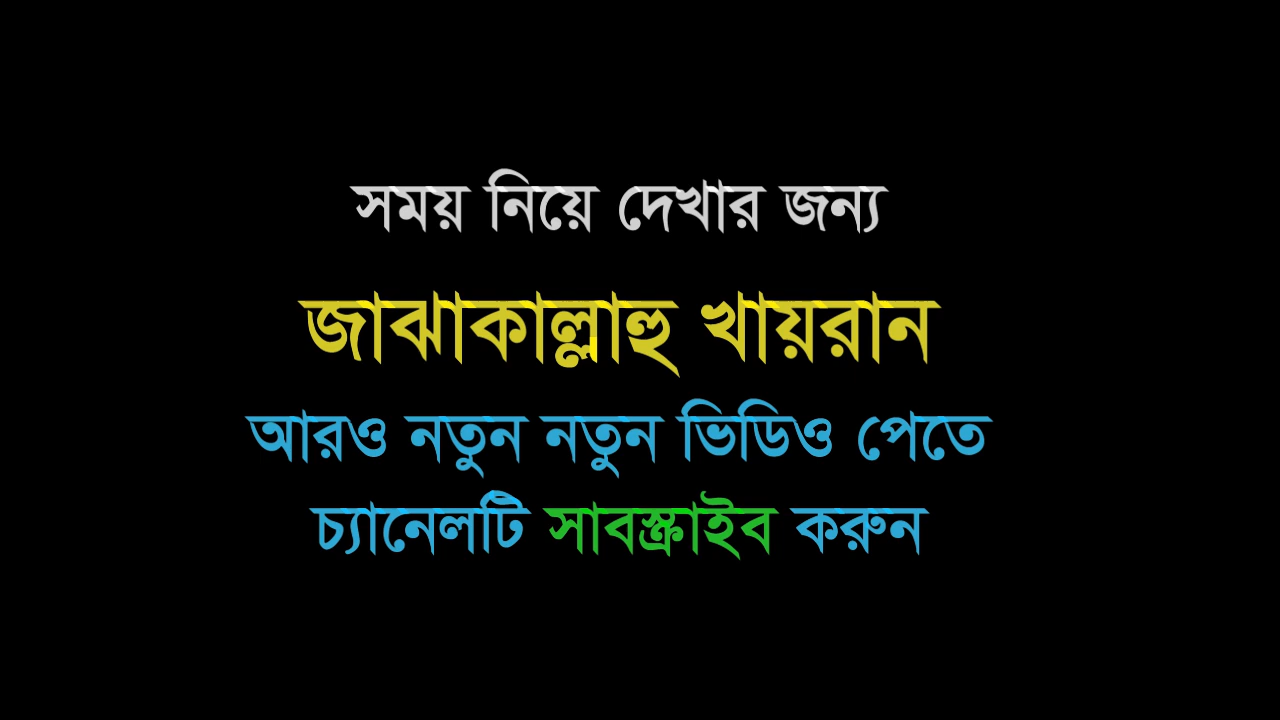 সময় নিয়ে দেখার জন্য
জাঝাকাল্লাহু খায়রান
আরও নতুন নতুন ভিডিও পেতে
চ্যানেলটি সাবস্ক্রাইব করুন